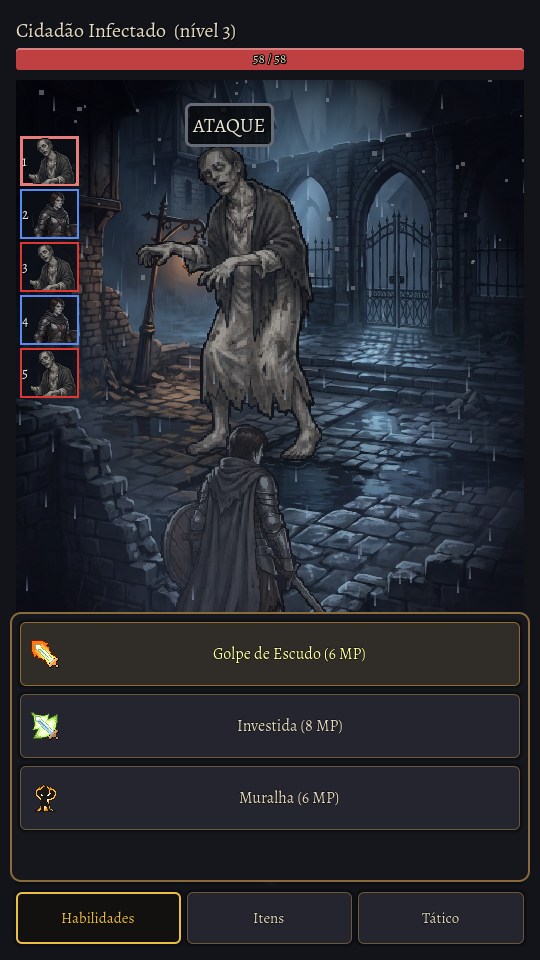 Cidadão Infectado (nível 3)
58 / 58
ATAQUE
1
2
3
4
5
Golpe de Escudo (6 MP)
Investida (8 MP)
Muralha (6 MP)
Habilidades
Itens
Tático